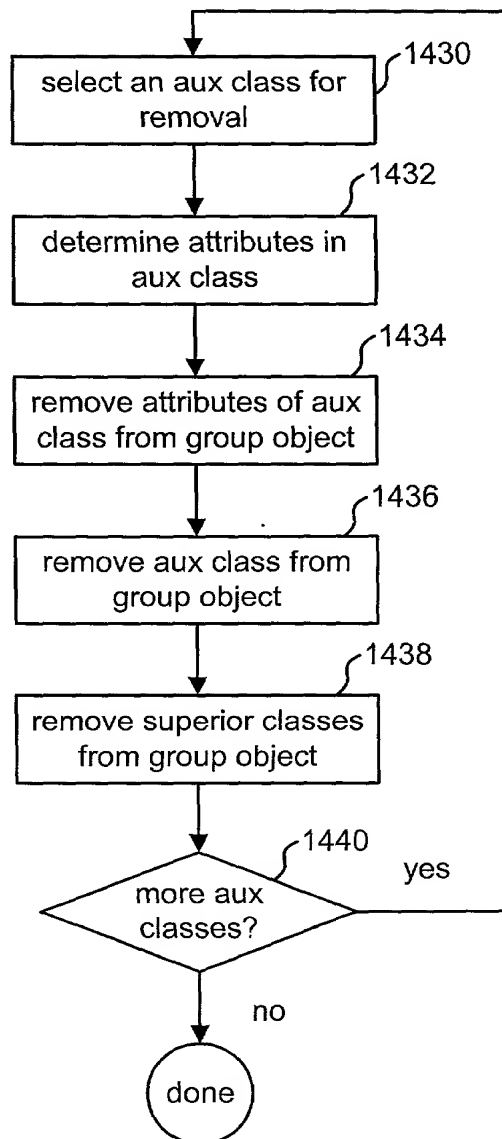 1430
select an aux class for
removal
1432
determine attributes in
aux class
1434
remove attributes of aux
class from group object
1436
remove aux class from
group object
1438
remove superior classes
from group object
1440
more aux
classes?
yes
no
done